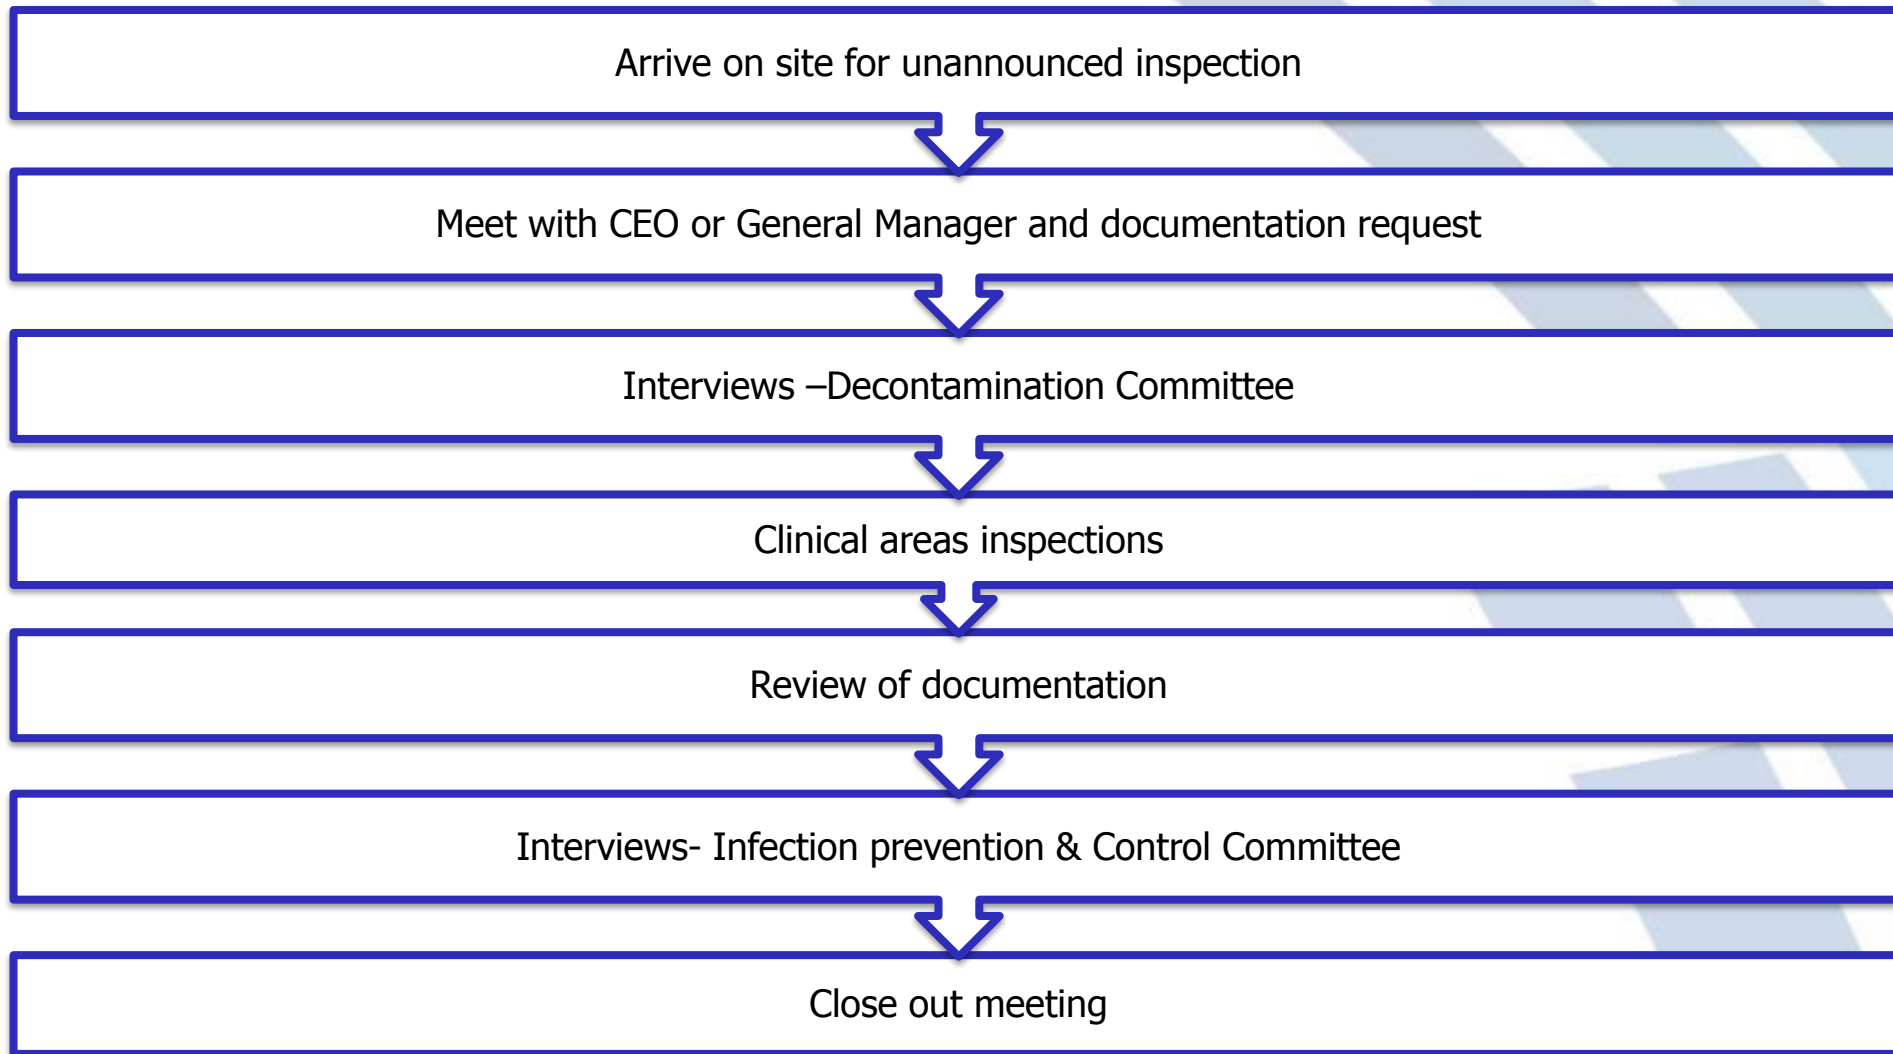 Arrive on site for unannounced inspection
Meet with CEO or General Manager and documentation request
Interviews –Decontamination Committee
Clinical areas inspections
Review of documentation
Interviews- Infection prevention & Control Committee
Close out meeting